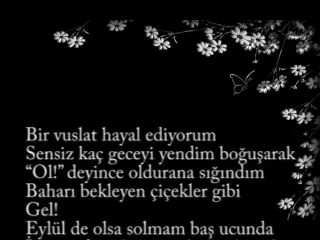 Bir vuslat hayal ediyorum
Sensiz kaç geceyi yendim boğuşarak
“Ol!” deyince oldurana sığındım
Baharı bekleyen çiçekler gibi
Gel!
Eylül de olsa solmam baş ucunda